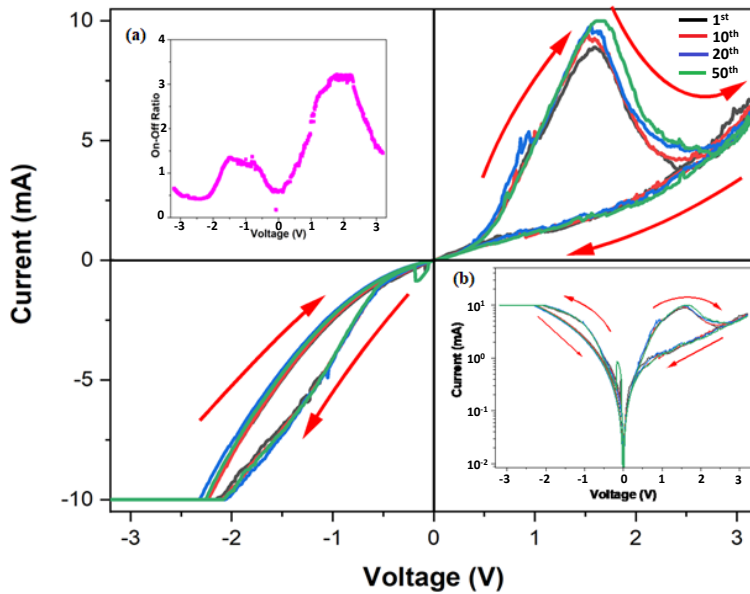 Current (mA)
10
5
0
-5
-10
-3
-2
-1
0
1
2
3
Voltage (V)
1st
10th
20th
50th
(a)
On-Off Ratio
4
3
2
1
0
-3
-2
-1
0
1
2
3
Voltage (V)
(b)
Current (mA)
10¹
10⁰
10⁻¹
10⁻²
-3
-2
-1
0
1
2
3
Voltage (V)